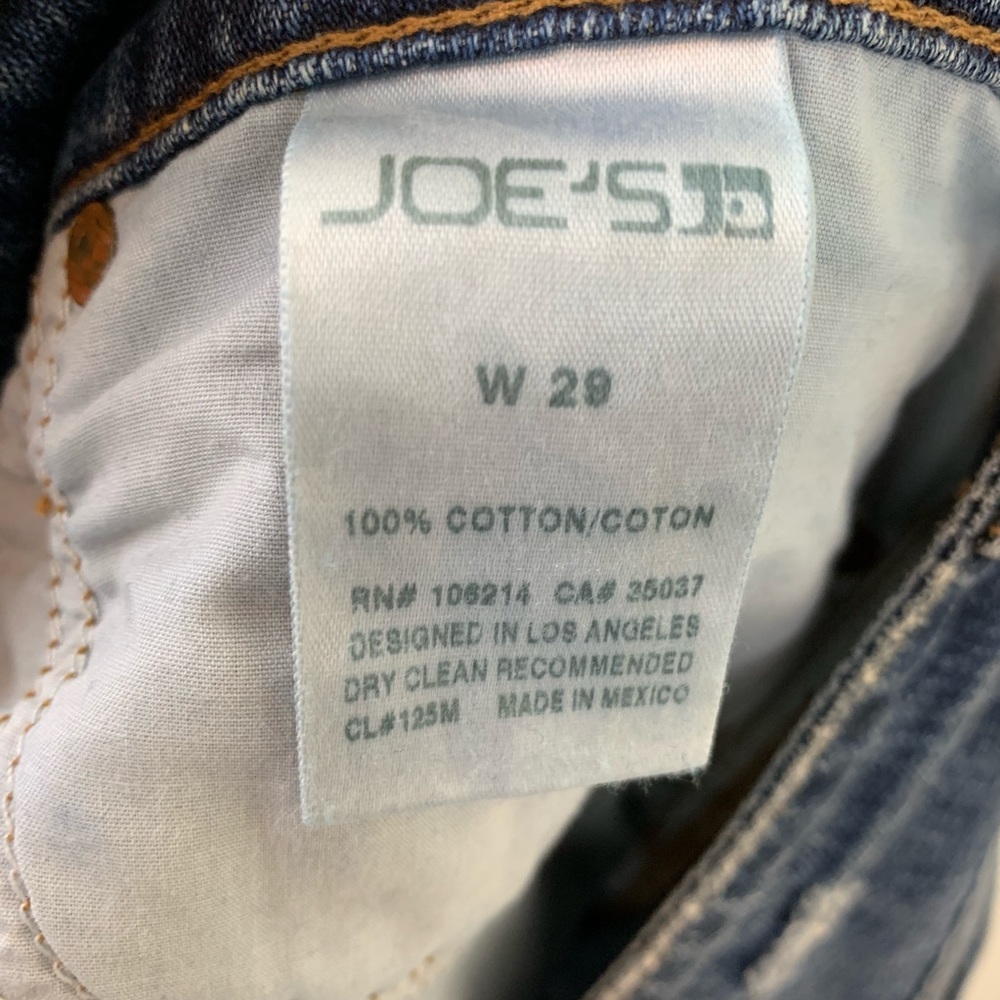 JOE'S JD
W 29
100% COTTON/COTON
RN# 106214 CA# 35037
DESIGNED IN LOS ANGELES
DRY CLEAN RECOMMENDED
CL#125M MADE IN MEXICO